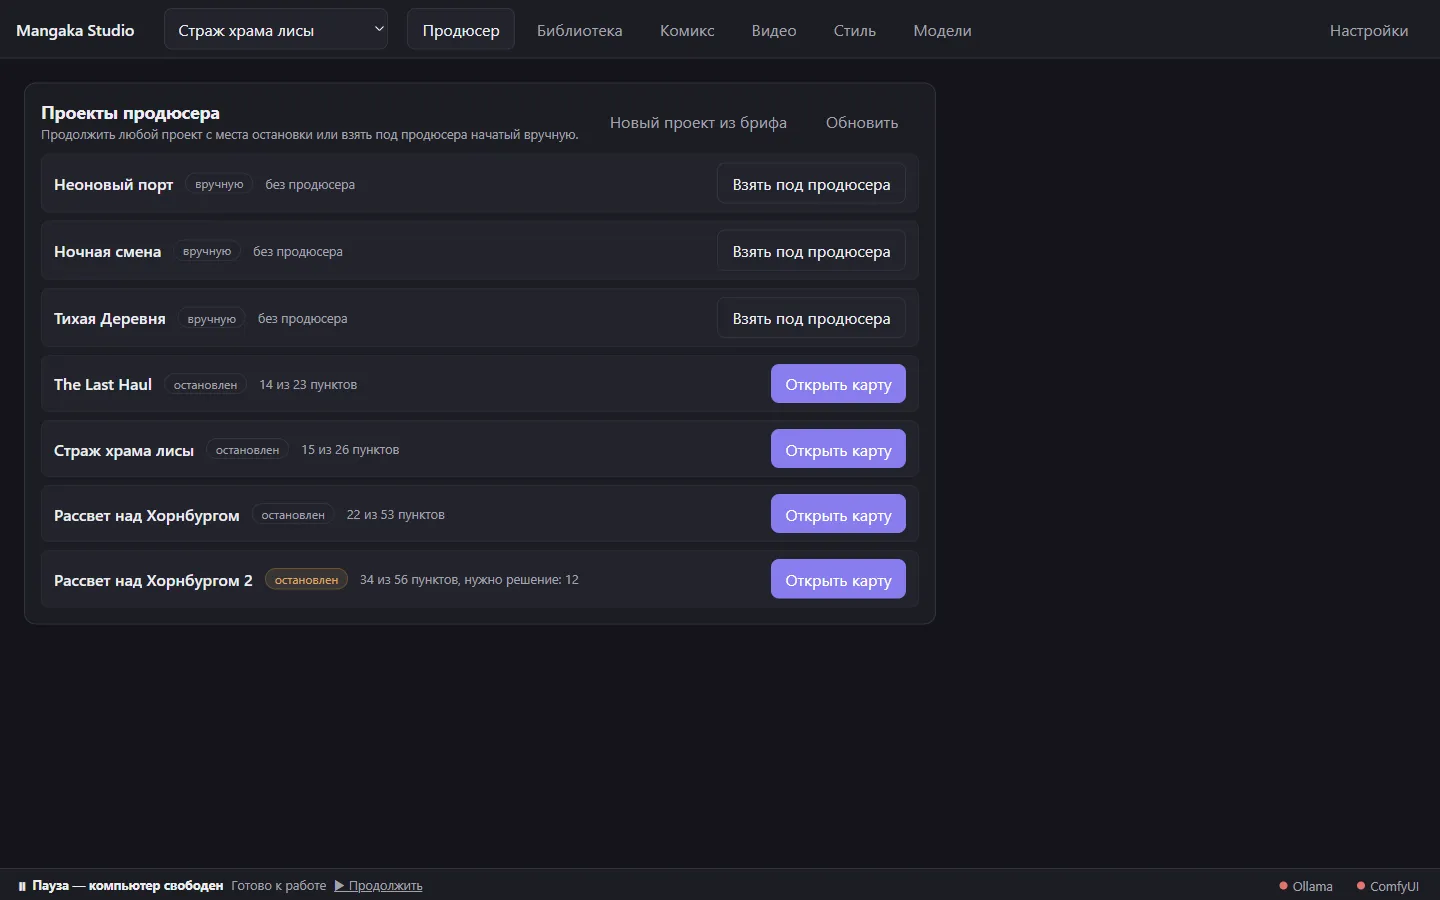 Mangaka Studio Страж храма лисы Продюсер Библиотека Комикс Видео Стиль Модели Настройки
Проекты продюсера
Продолжить любой проект с места остановки или взять под продюсера начатый вручную.
Новый проект из брифа Обновить
Неоновый порт вручную без продюсера Взять под продюсера
Ночная смена вручную без продюсера Взять под продюсера
Тихая Деревня вручную без продюсера Взять под продюсера
The Last Haul остановлен 14 из 23 пунктов Открыть карту
Страж храма лисы остановлен 15 из 26 пунктов Открыть карту
Рассвет над Хорнбургом остановлен 22 из 53 пунктов Открыть карту
Рассвет над Хорнбургом 2 остановлен 34 из 56 пунктов, нужно решение: 12 Открыть карту
Пауза — компьютер свободен Готово к работе ▶ Продолжить Ollama ComfyUI